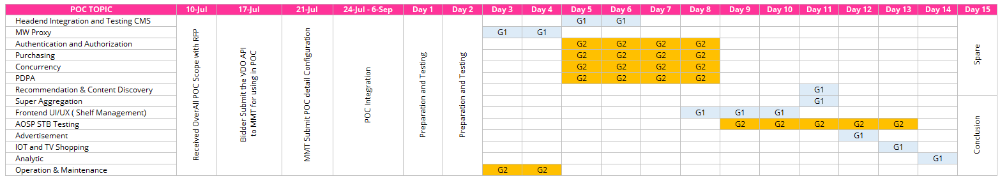 POC TOPIC 10-Jul 17-Jul 21-Jul 24-Jul - 6-Sep Day 1 Day 2 Day 3 Day 4 Day 5 Day 6 Day 7 Day 8 Day 9 Day 10 Day 11 Day 12 Day 13 Day 14 Day 15
Received OverAll POC Scope with RFP
Bidder Submit the VDO API
to MMT for using in POC
MMT Submit POC detail Configuration
POC Integration
Preparation and Testing
Preparation and Testing
Headend Integration and Testing CMS G1 G1
MW Proxy G1 G1
Authentication and Authorization G2 G2 G2 G2
Purchasing G2 G2 G2 G2
Concurrency G2 G2 G2 G2
PDPA G2 G2 G2 G2
Recommendation & Content Discovery G1
Super Aggregation G1
Frontend UI/UX ( Shelf Management) G1 G1 G1
AOSP STB Testing G2 G2 G2 G2 G2
Advertisement G1
IOT and TV Shopping G1
Analytic G1
Operation & Maintenance G2 G2
Spare
Conclusion